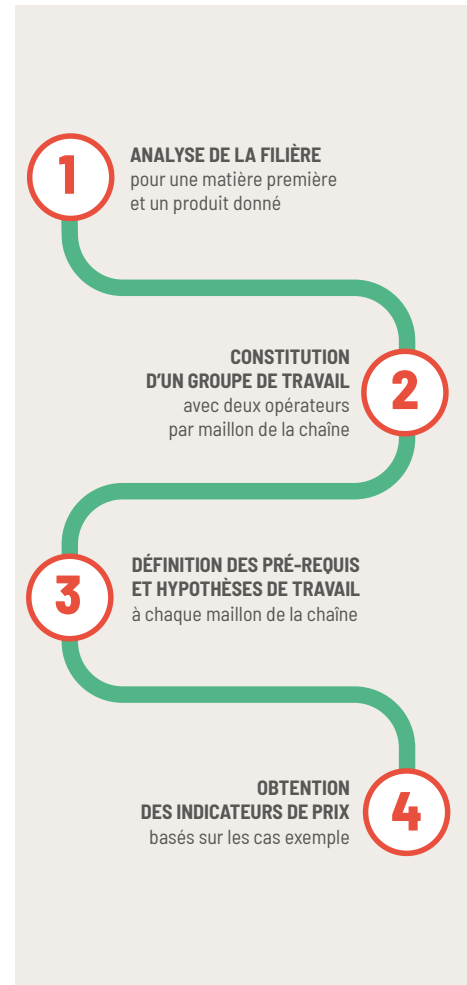 1
ANALYSE DE LA FILIÈRE
pour une matière première
et un produit donné
CONSTITUTION
D'UN GROUPE DE TRAVAIL
avec deux opérateurs
par maillon de la chaîne
2
3
DÉFINITION DES PRÉ-REQUIS
ET HYPOTHÈSES DE TRAVAIL
à chaque maillon de la chaîne
OBTENTION
DES INDICATEURS DE PRIX
basés sur les cas exemple
4